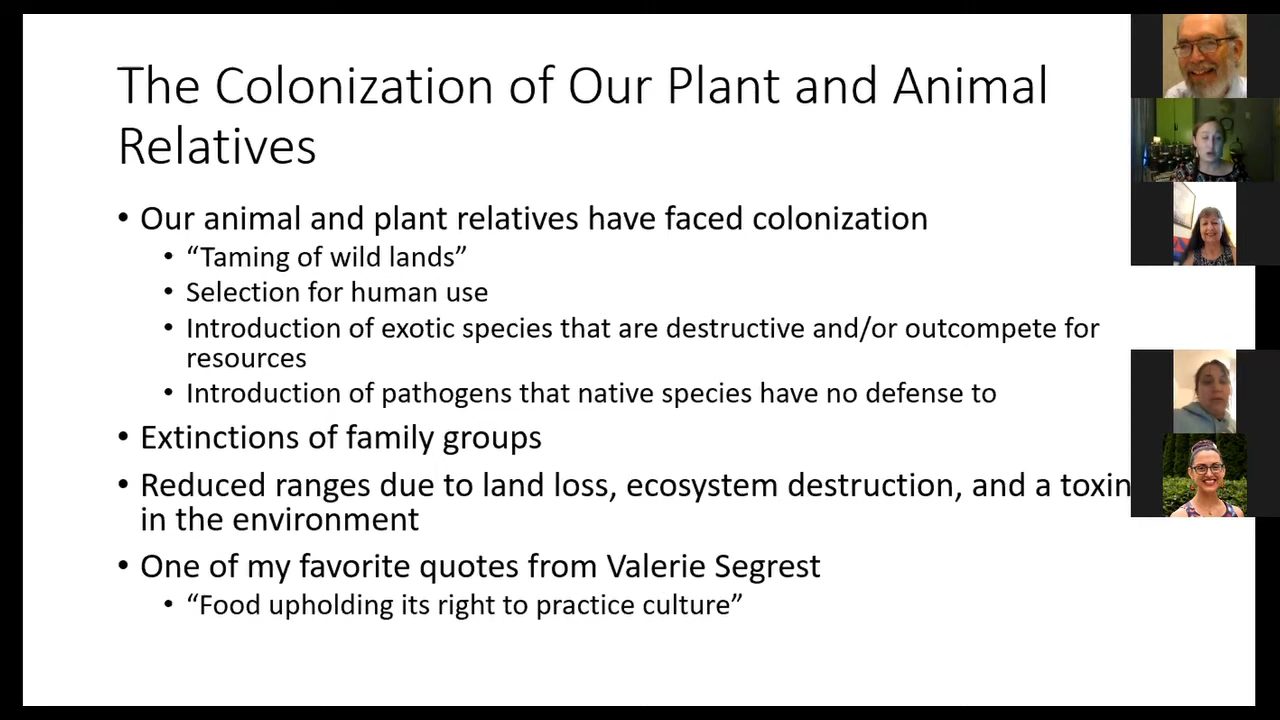 The Colonization of Our Plant and Animal
Relatives
• Our animal and plant relatives have faced colonization
• “Taming of wild lands”
• Selection for human use
• Introduction of exotic species that are destructive and/or outcompete for
resources
• Introduction of pathogens that native species have no defense to
• Extinctions of family groups
• Reduced ranges due to land loss, ecosystem destruction, and a toxin
in the environment
• One of my favorite quotes from Valerie Segrest
• “Food upholding its right to practice culture”